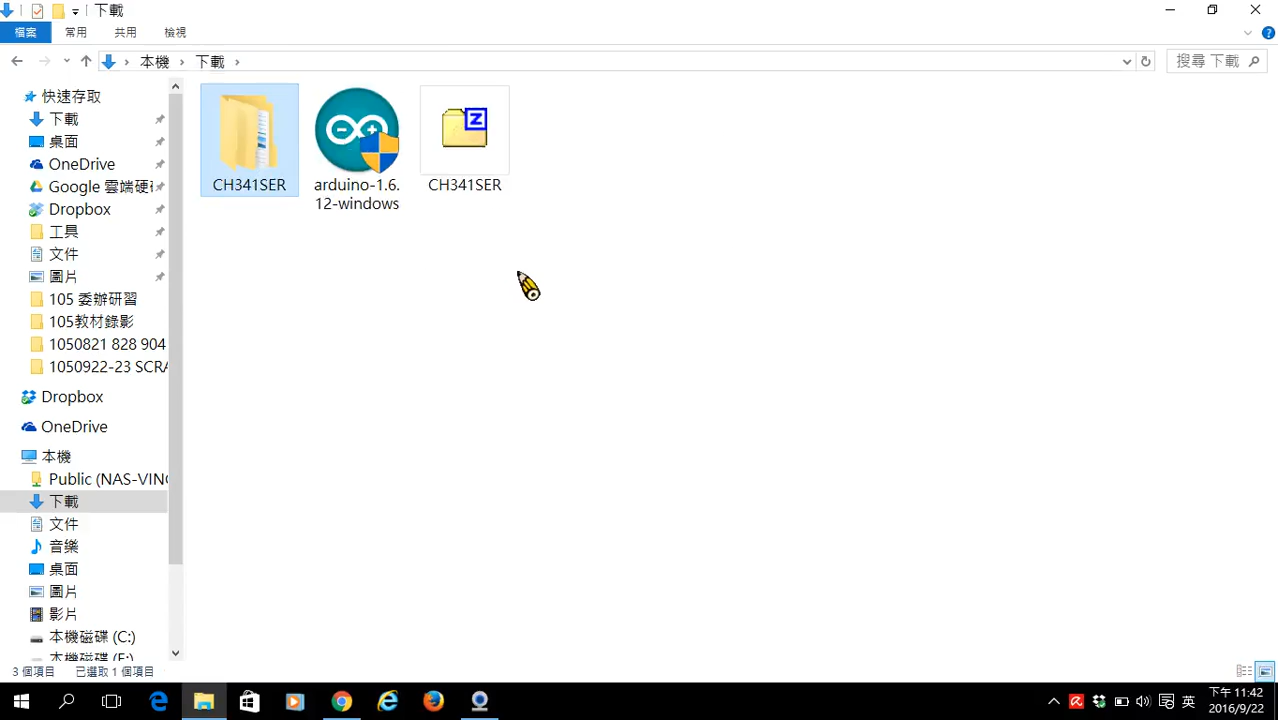 下載
檔案
常用
共用
檢視
本機
下載
搜尋 下載
快速存取
下載
桌面
OneDrive
Google 雲端硬
Dropbox
工具
文件
圖片
105 委辦研習
105教材錄影
1050821 828 904
1050922-23 SCRA
Dropbox
OneDrive
本機
Public (NAS-VIN
下載
文件
音樂
桌面
圖片
影片
本機磁碟 (C:)
本機磁碟 (E:)
CH341SER
arduino-1.6.
12-windows
Z
CH341SER
3 個項目
已選取 1 個項目
英
下午 11:42
2016/9/22